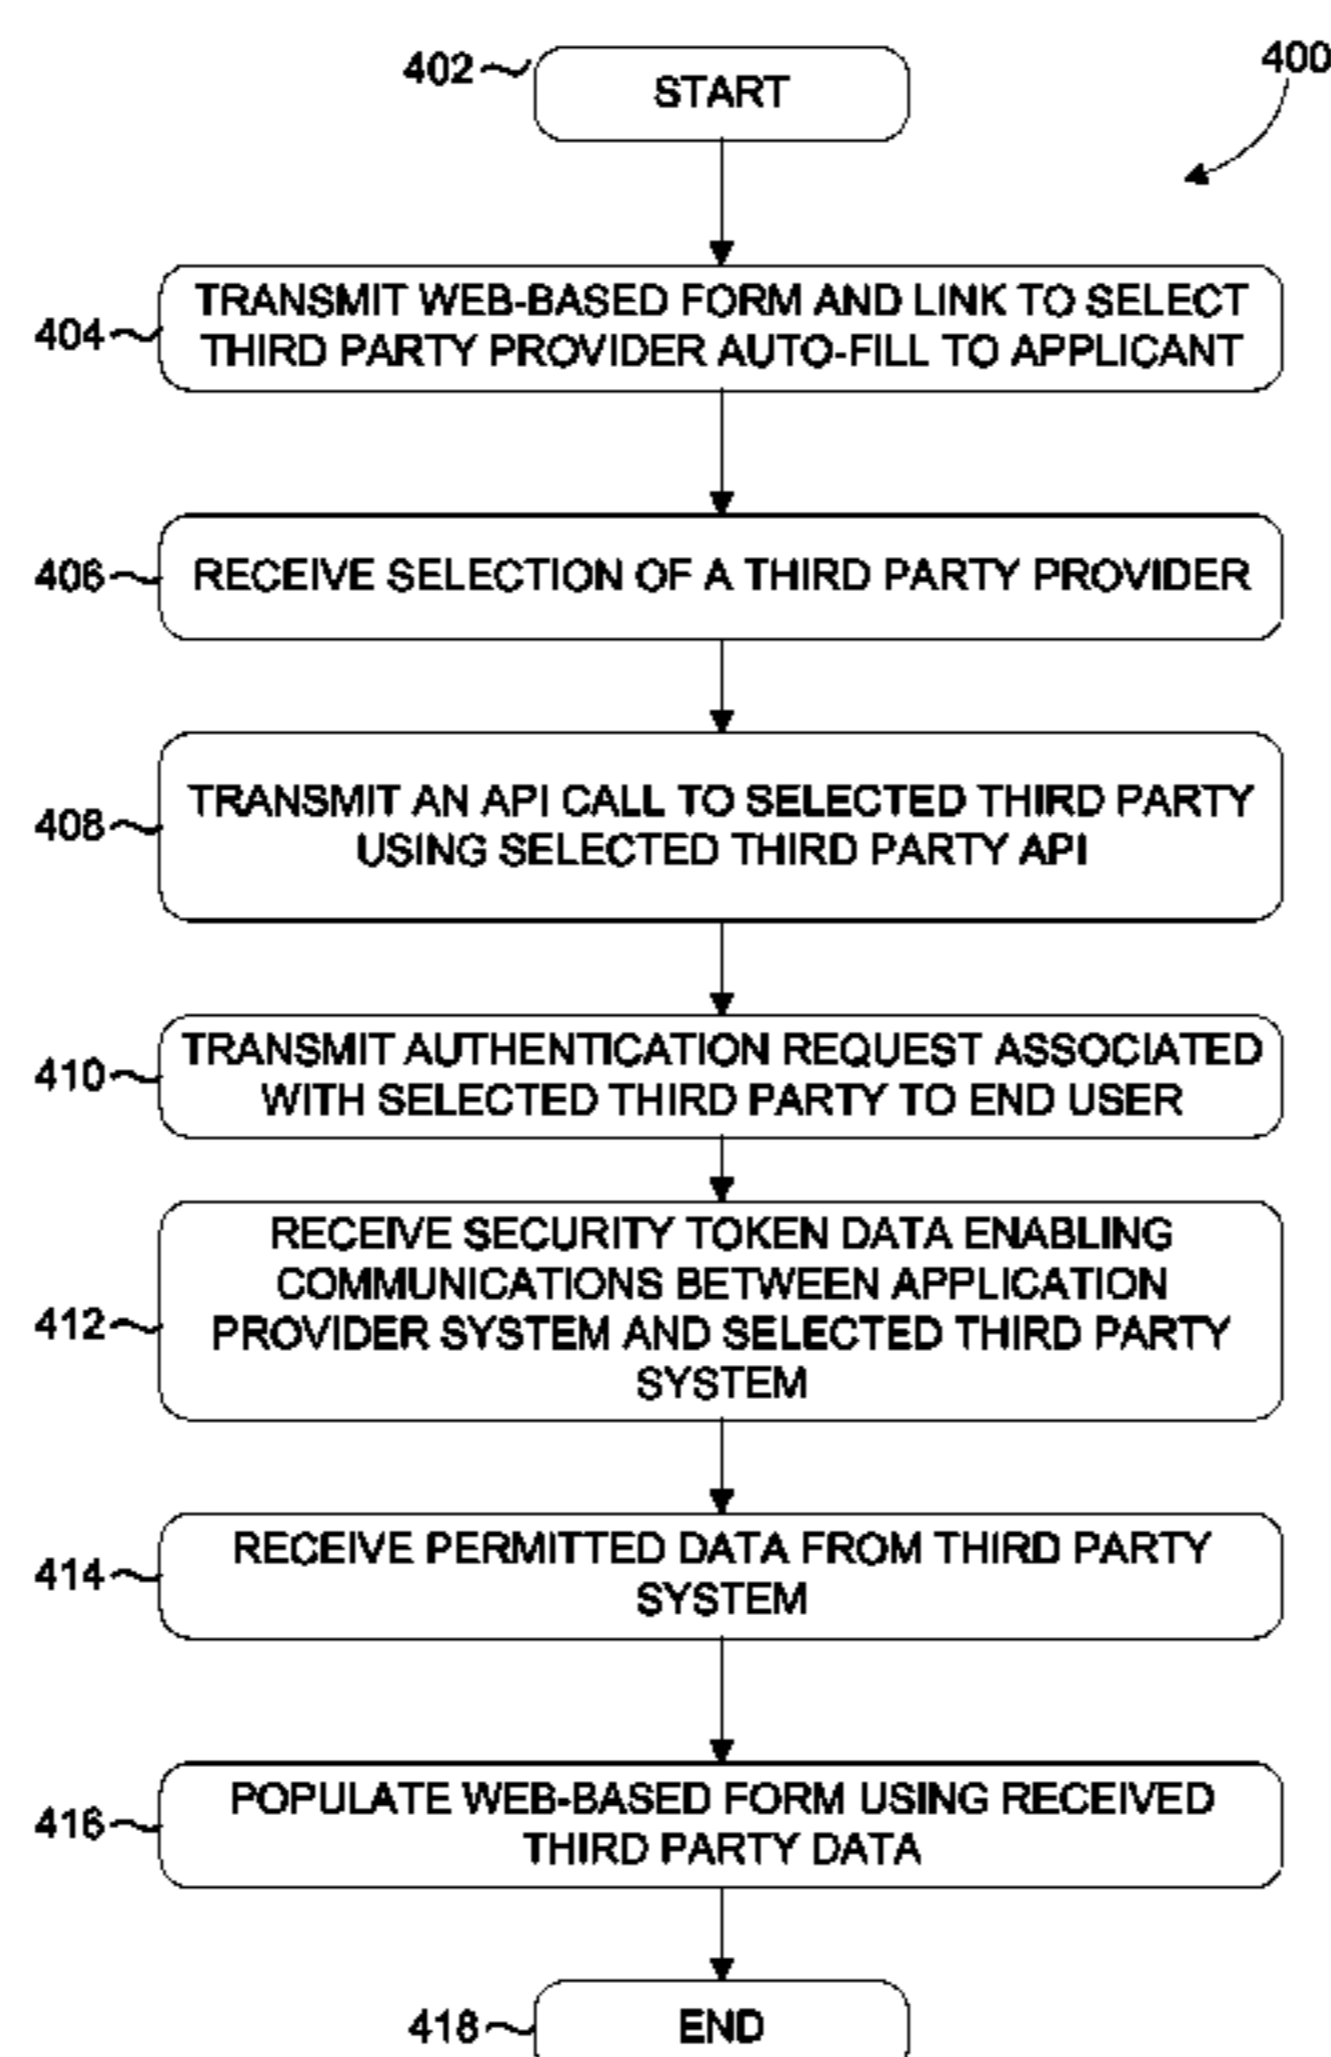 402
START
400
404
TRANSMIT WEB-BASED FORM AND LINK TO SELECT
THIRD PARTY PROVIDER AUTO-FILL TO APPLICANT
406
RECEIVE SELECTION OF A THIRD PARTY PROVIDER
408
TRANSMIT AN API CALL TO SELECTED THIRD PARTY
USING SELECTED THIRD PARTY API
410
TRANSMIT AUTHENTICATION REQUEST ASSOCIATED
WITH SELECTED THIRD PARTY TO END USER
412
RECEIVE SECURITY TOKEN DATA ENABLING
COMMUNICATIONS BETWEEN APPLICATION
PROVIDER SYSTEM AND SELECTED THIRD PARTY
SYSTEM
414
RECEIVE PERMITTED DATA FROM THIRD PARTY
SYSTEM
416
POPULATE WEB-BASED FORM USING RECEIVED
THIRD PARTY DATA
418
END